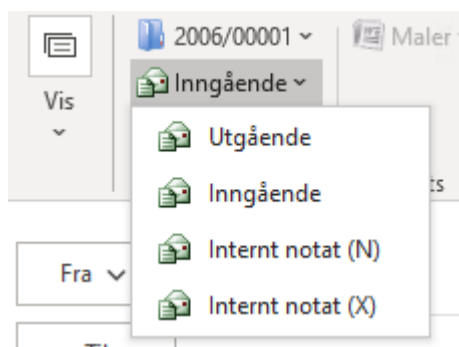 2006/00001
Maler
Inngående
Vis
Utgående
Inngående
Internt notat (N)
Fra
Internt notat (X)